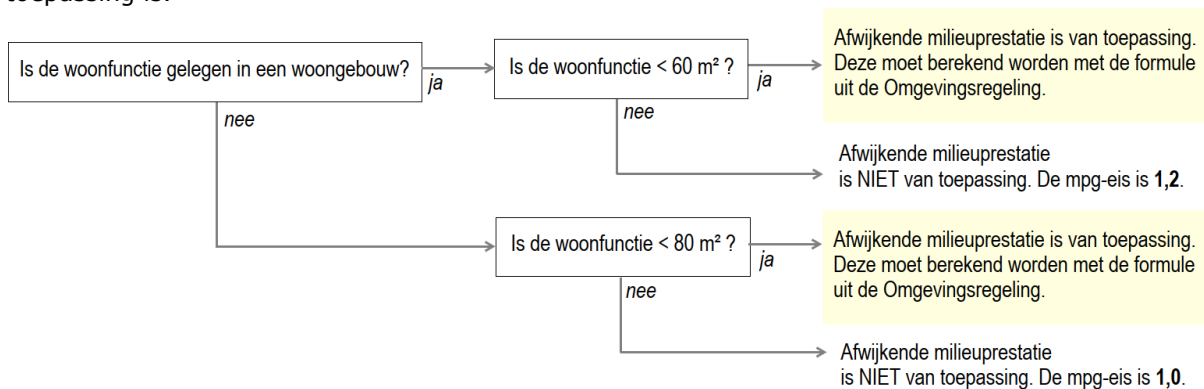 toepassing is.
Is de woonfunctie gelegen in een woongebouw?
ja
nee
Is de woonfunctie < 60 m² ?
ja
nee
Afwijkende milieuprestatie is van toepassing.
Deze moet berekend worden met de formule
uit de Omgevingsregeling.
Afwijkende milieuprestatie
is NIET van toepassing. De mpg-eis is 1,2.
Is de woonfunctie < 80 m² ?
ja
nee
Afwijkende milieuprestatie is van toepassing.
Deze moet berekend worden met de formule
uit de Omgevingsregeling.
Afwijkende milieuprestatie
is NIET van toepassing. De mpg-eis is 1,0.